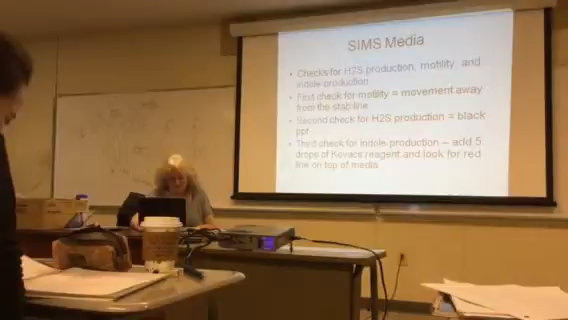 SIMS Media
• Checks for H2S production, motility, and
indole production
• First check for motility = movement away
from the stab line
• Second check for H2S production = black
ppt
• Third check for indole production – add 5
drops of Kovacs reagent and look for red
line on top of media